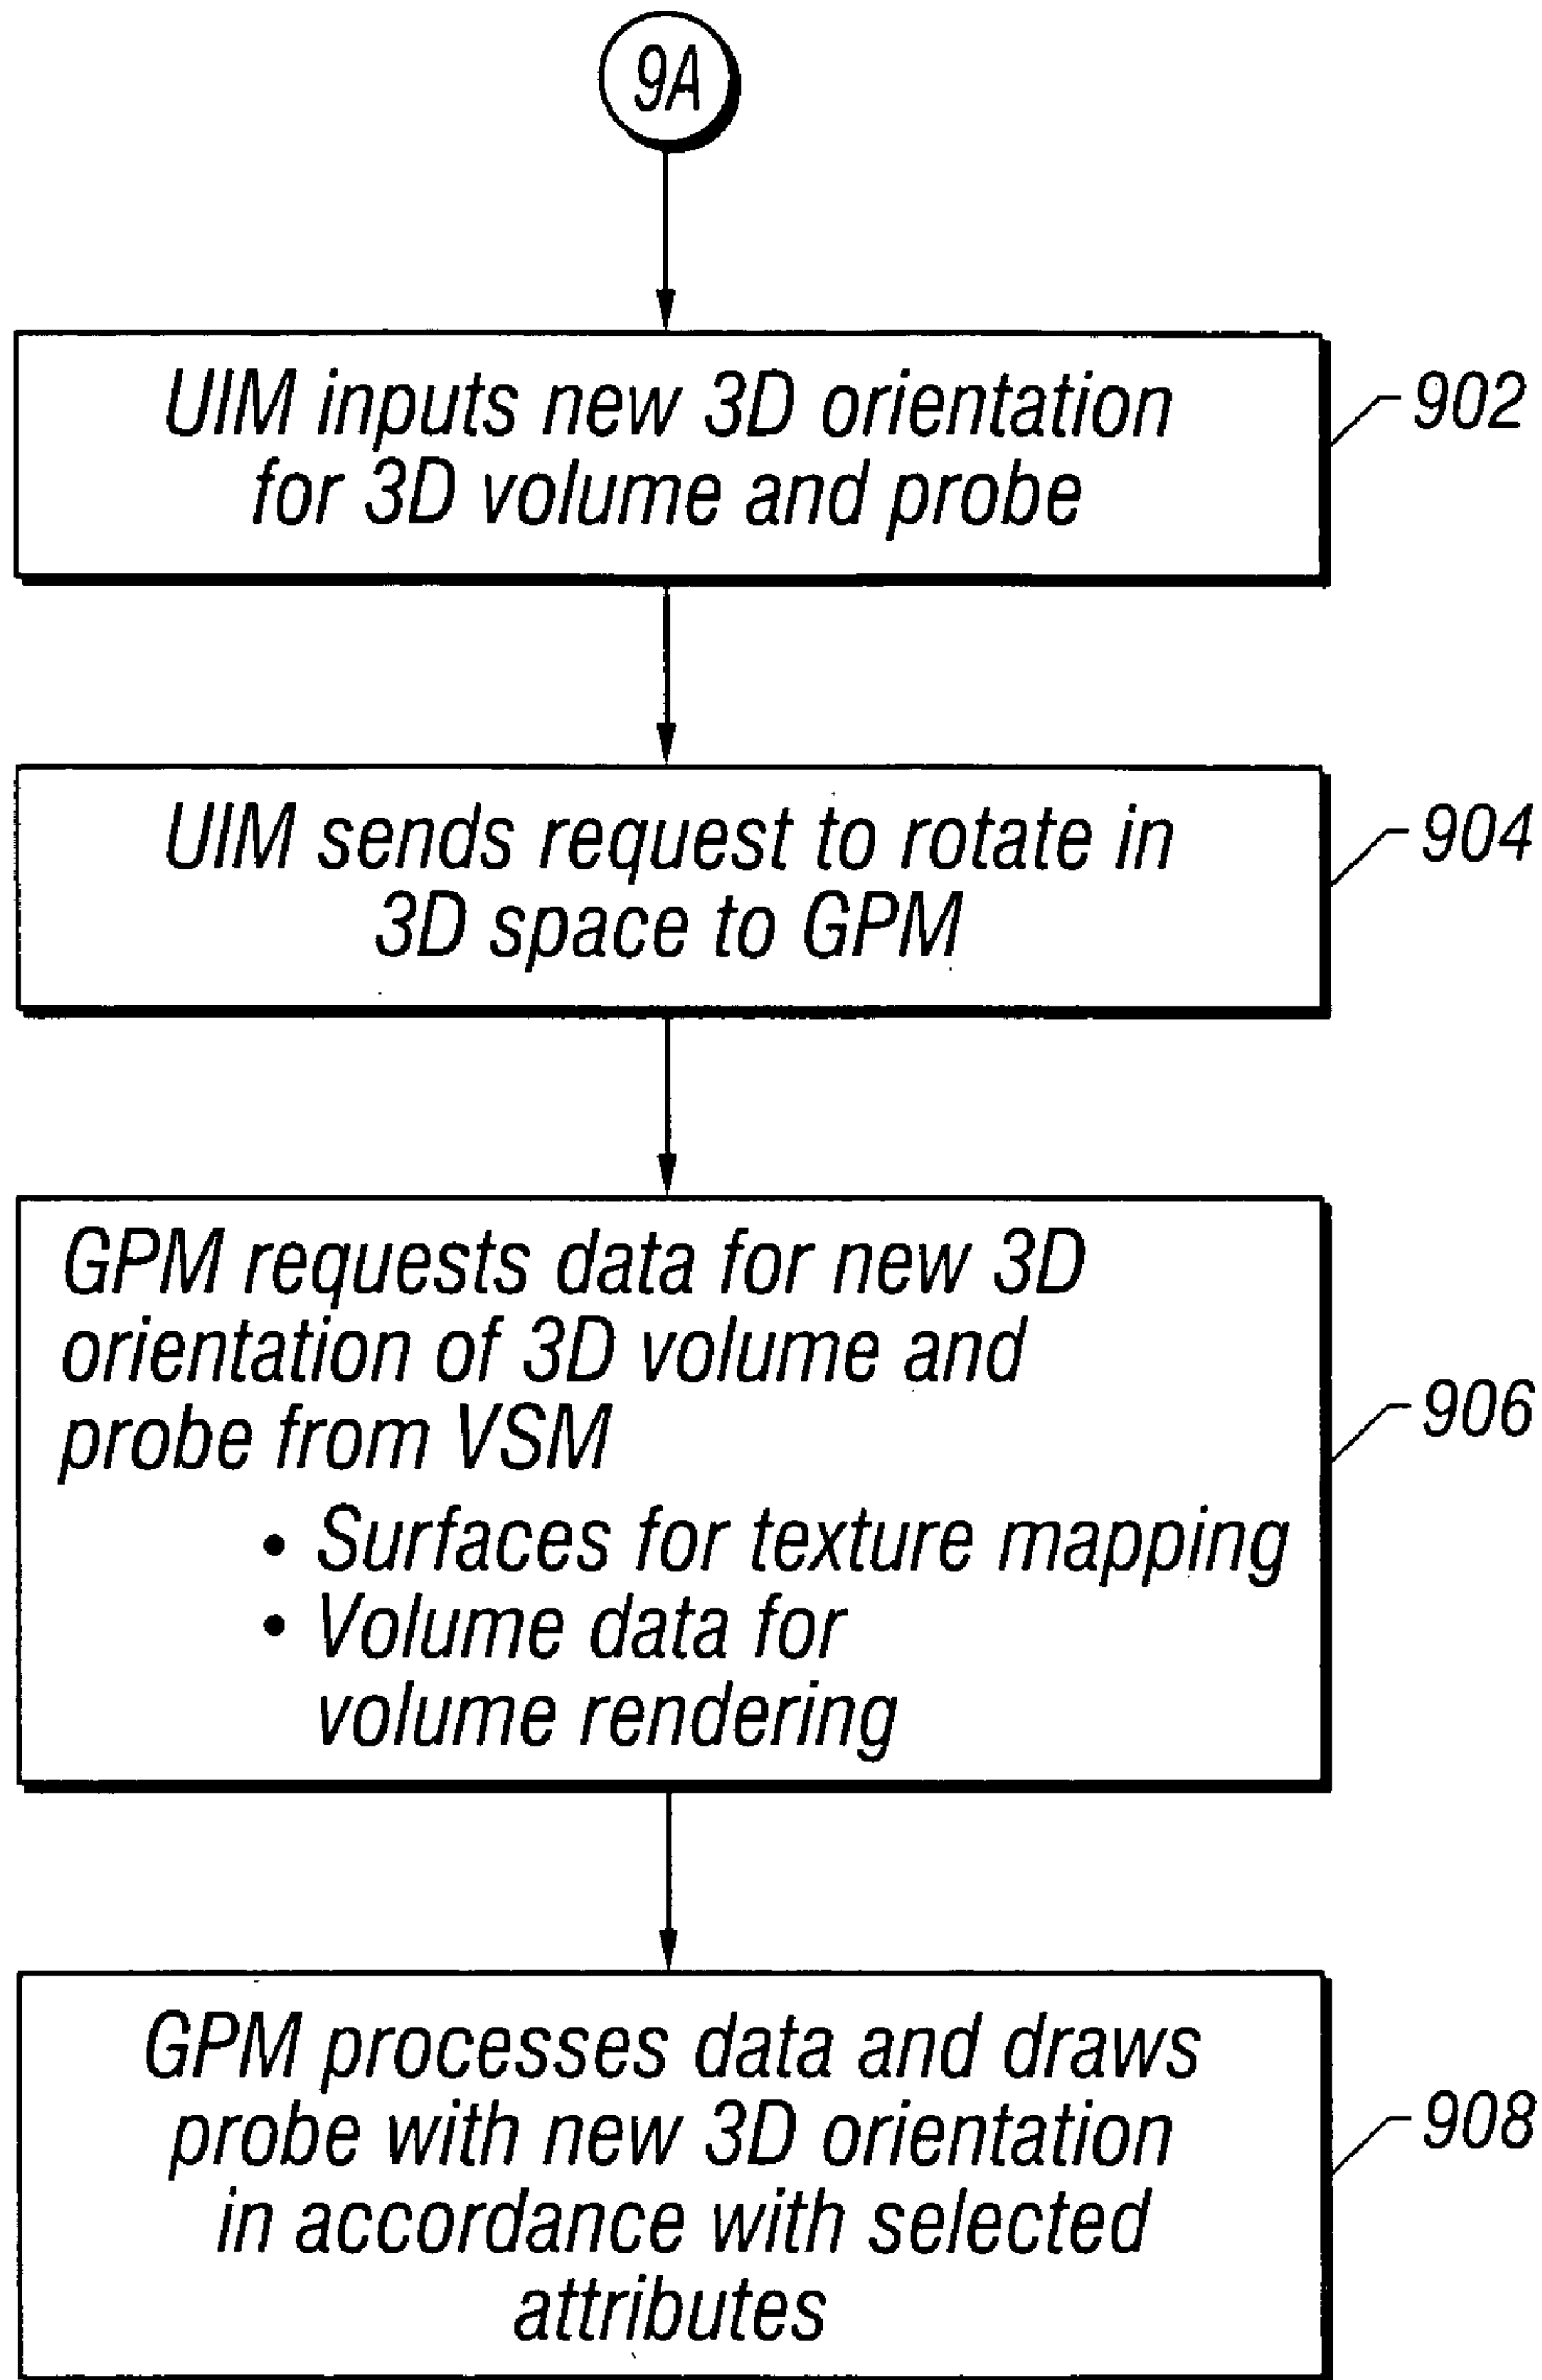 9A
UIM inputs new 3D orientation
for 3D volume and probe
902
UIM sends request to rotate in
3D space to GPM
904
GPM requests data for new 3D
orientation of 3D volume and
probe from VSM
• Surfaces for texture mapping
• Volume data for
volume rendering
906
GPM processes data and draws
probe with new 3D orientation
in accordance with selected
attributes
908